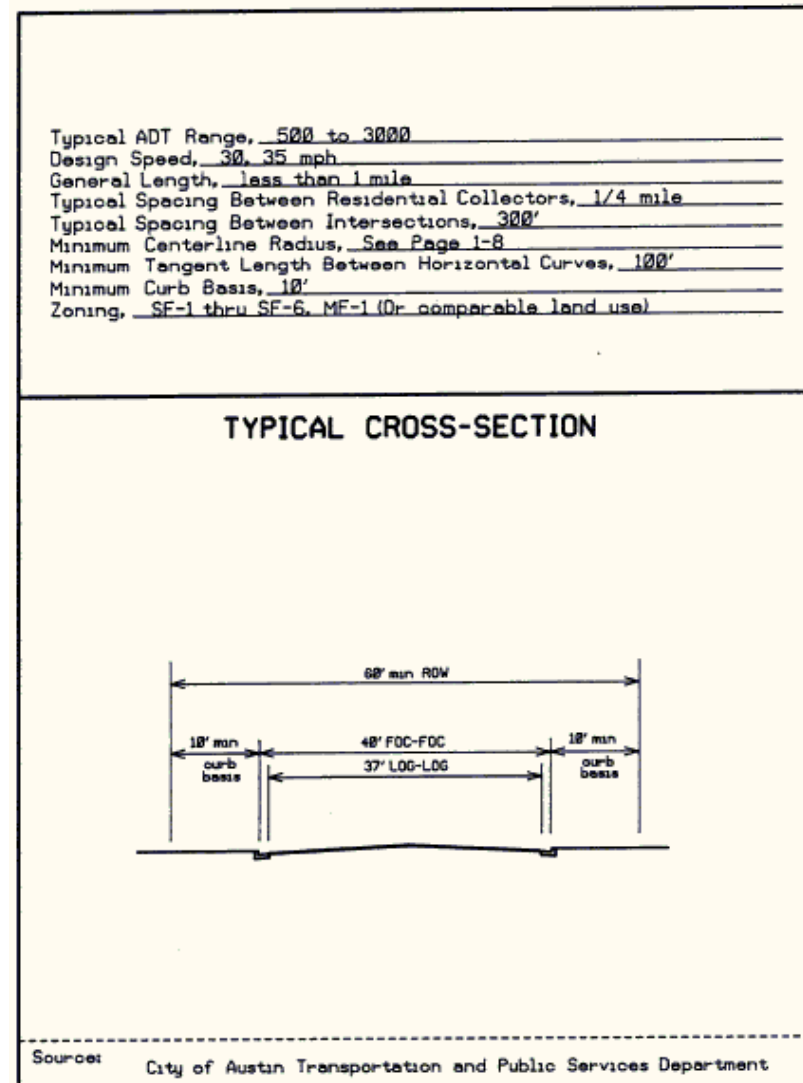 Typical ADT Range, 500 to 3000
Design Speed, 30, 35 mph
General Length, less than 1 mile
Typical Spacing Between Residential Collectors, 1/4 mile
Typical Spacing Between Intersections, 300'
Minimum Centerline Radius, See Page 1-8
Minimum Tangent Length Between Horizontal Curves, 100'
Minimum Curb Basis, 10'
Zoning, SF-1 thru SF-6, MF-1 (Or comparable land use)
TYPICAL CROSS-SECTION
60' min ROW
10' min curb basis
40' FOC-FOC
37' LOG-LOG
10' min curb basis
Source: City of Austin Transportation and Public Services Department